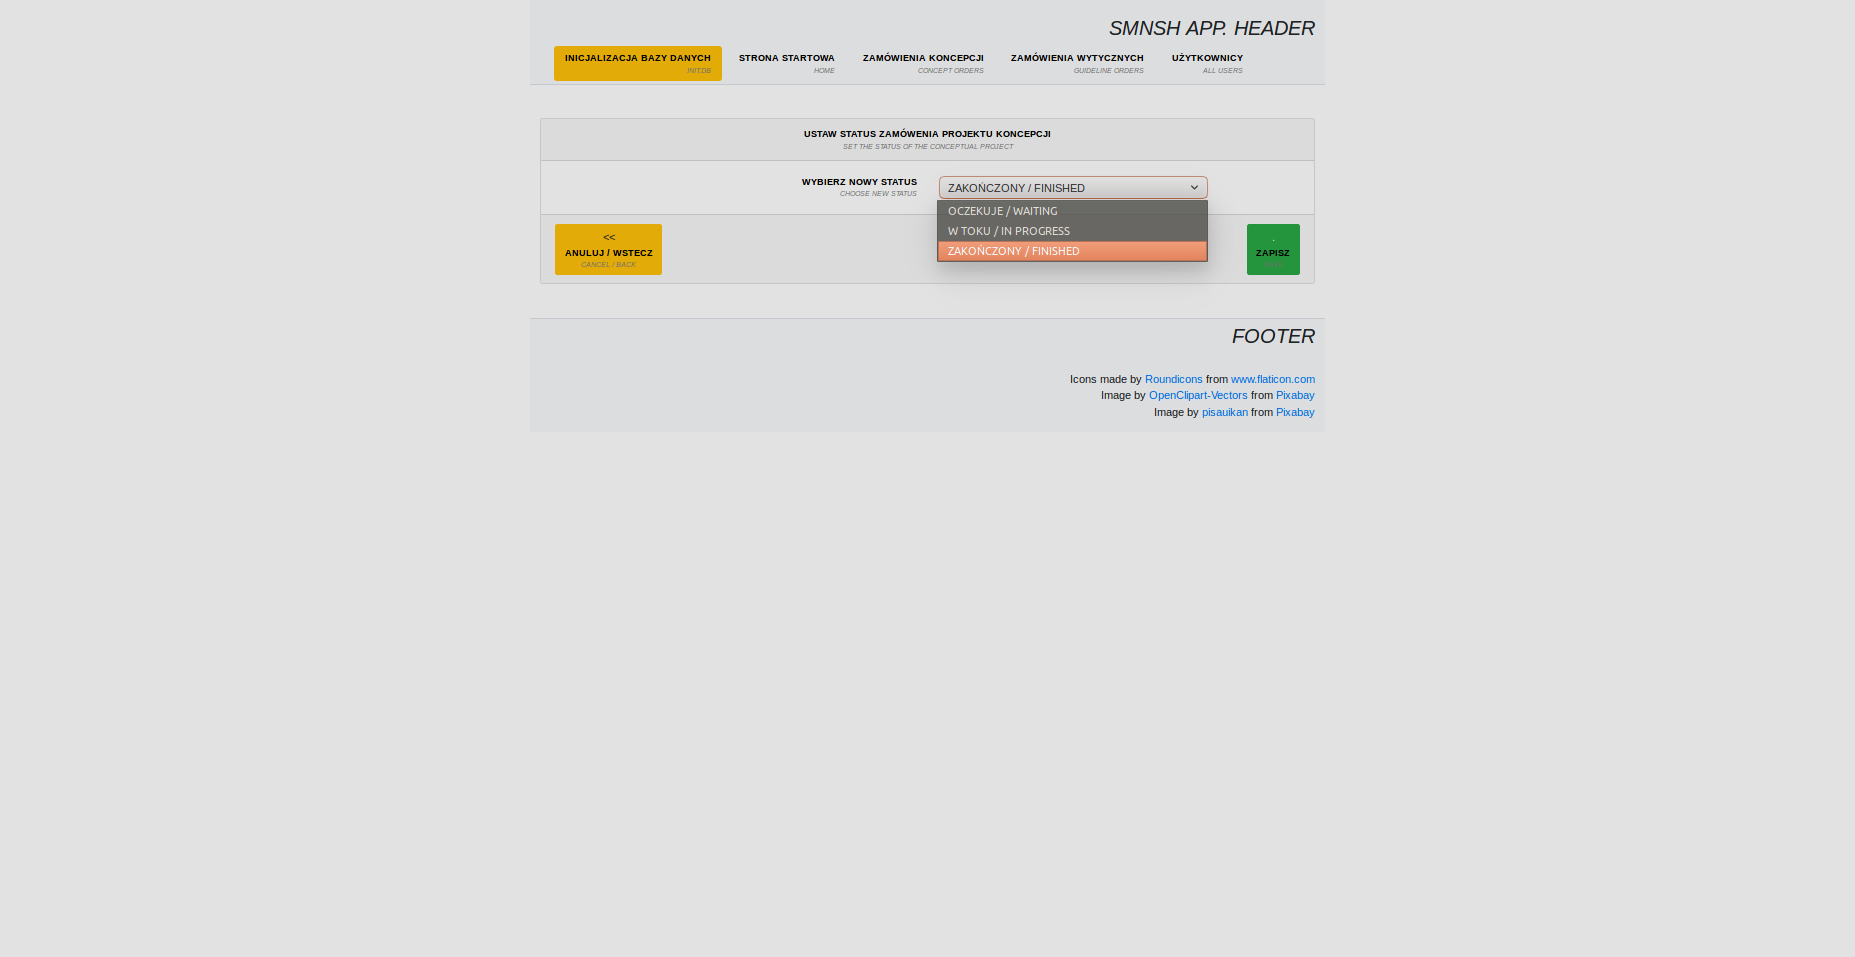 SMNSH APP. HEADER
INICJALIZACJA BAZY DANYCH
INIT.DB
STRONA STARTOWA
HOME
ZAMÓWIENIA KONCEPCJI
CONCEPT ORDERS
ZAMÓWIENIA WYTYCZNYCH
GUIDELINE ORDERS
UŻYTKOWNICY
ALL USERS
USTAW STATUS ZAMÓWENIA PROJEKTU KONCEPCJI
SET THE STATUS OF THE CONCEPTUAL PROJECT
WYBIERZ NOWY STATUS
CHOOSE NEW STATUS
ZAKOŃCZONY / FINISHED
OCZEKUJE / WAITING
W TOKU / IN PROGRESS
ZAKOŃCZONY / FINISHED
<<
ANULUJ / WSTECZ
CANCEL / BACK
.
ZAPISZ
FOOTER
Icons made by Roundicons from www.flaticon.com
Image by OpenClipart-Vectors from Pixabay
Image by pisauikan from Pixabay